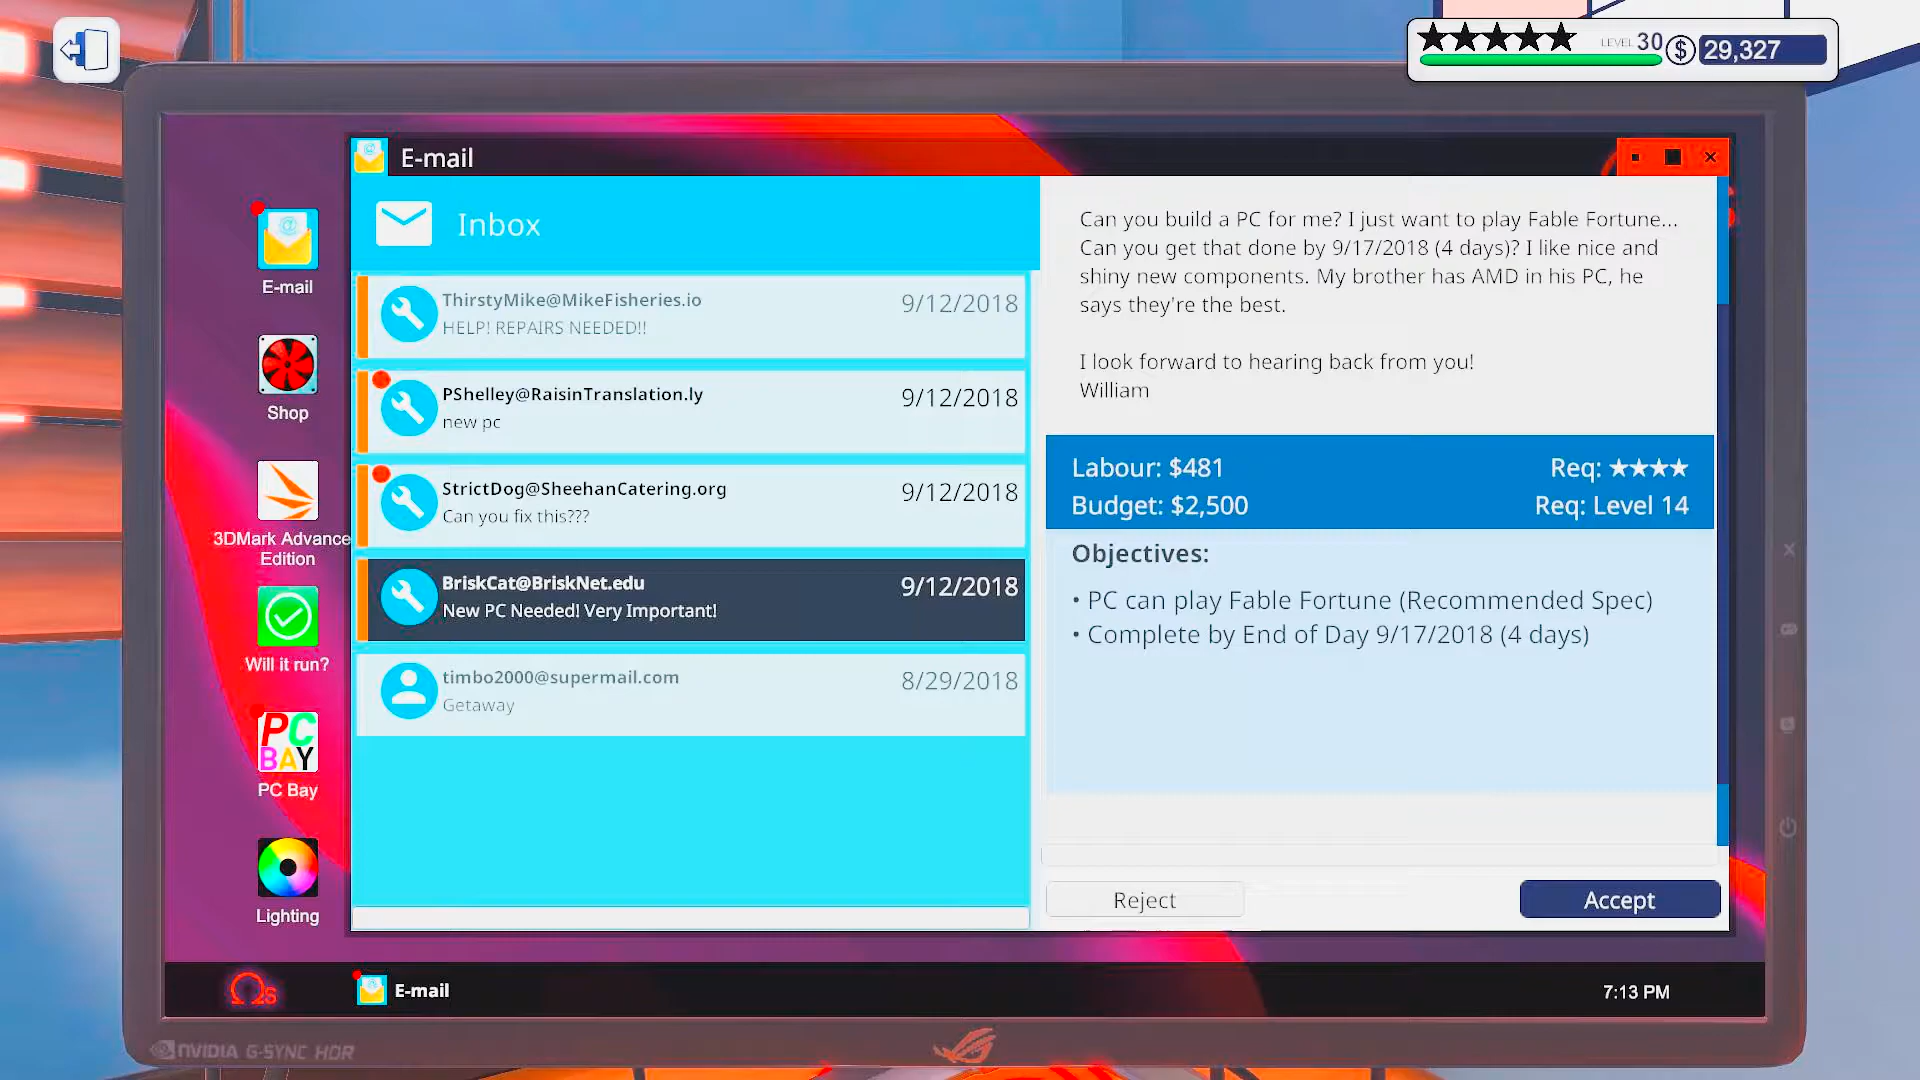 LEVEL 30
$ 29,327
E-mail
Inbox
ThirstyMike@MikeFisheries.io
9/12/2018
HELP! REPAIRS NEEDED!!
PShelley@RaisinTranslation.ly
9/12/2018
new pc
StrictDog@SheehanCatering.org
9/12/2018
Can you fix this???
BriskCat@BriskNet.edu
9/12/2018
New PC Needed! Very Important!
timbo2000@supermail.com
8/29/2018
Getaway
Can you build a PC for me? I just want to play Fable Fortune...
Can you get that done by 9/17/2018 (4 days)? I like nice and
shiny new components. My brother has AMD in his PC, he
says they're the best.
I look forward to hearing back from you!
William
Labour: $481
Req: ★★★★
Budget: $2,500
Req: Level 14
Objectives:
• PC can play Fable Fortune (Recommended Spec)
• Complete by End of Day 9/17/2018 (4 days)
Reject
Accept
E-mail
Shop
3DMark Advance
Edition
Will it run?
PC
BAY
PC Bay
Lighting
Ωs
E-mail
7:13 PM
NVIDIA G-SYNC HDR